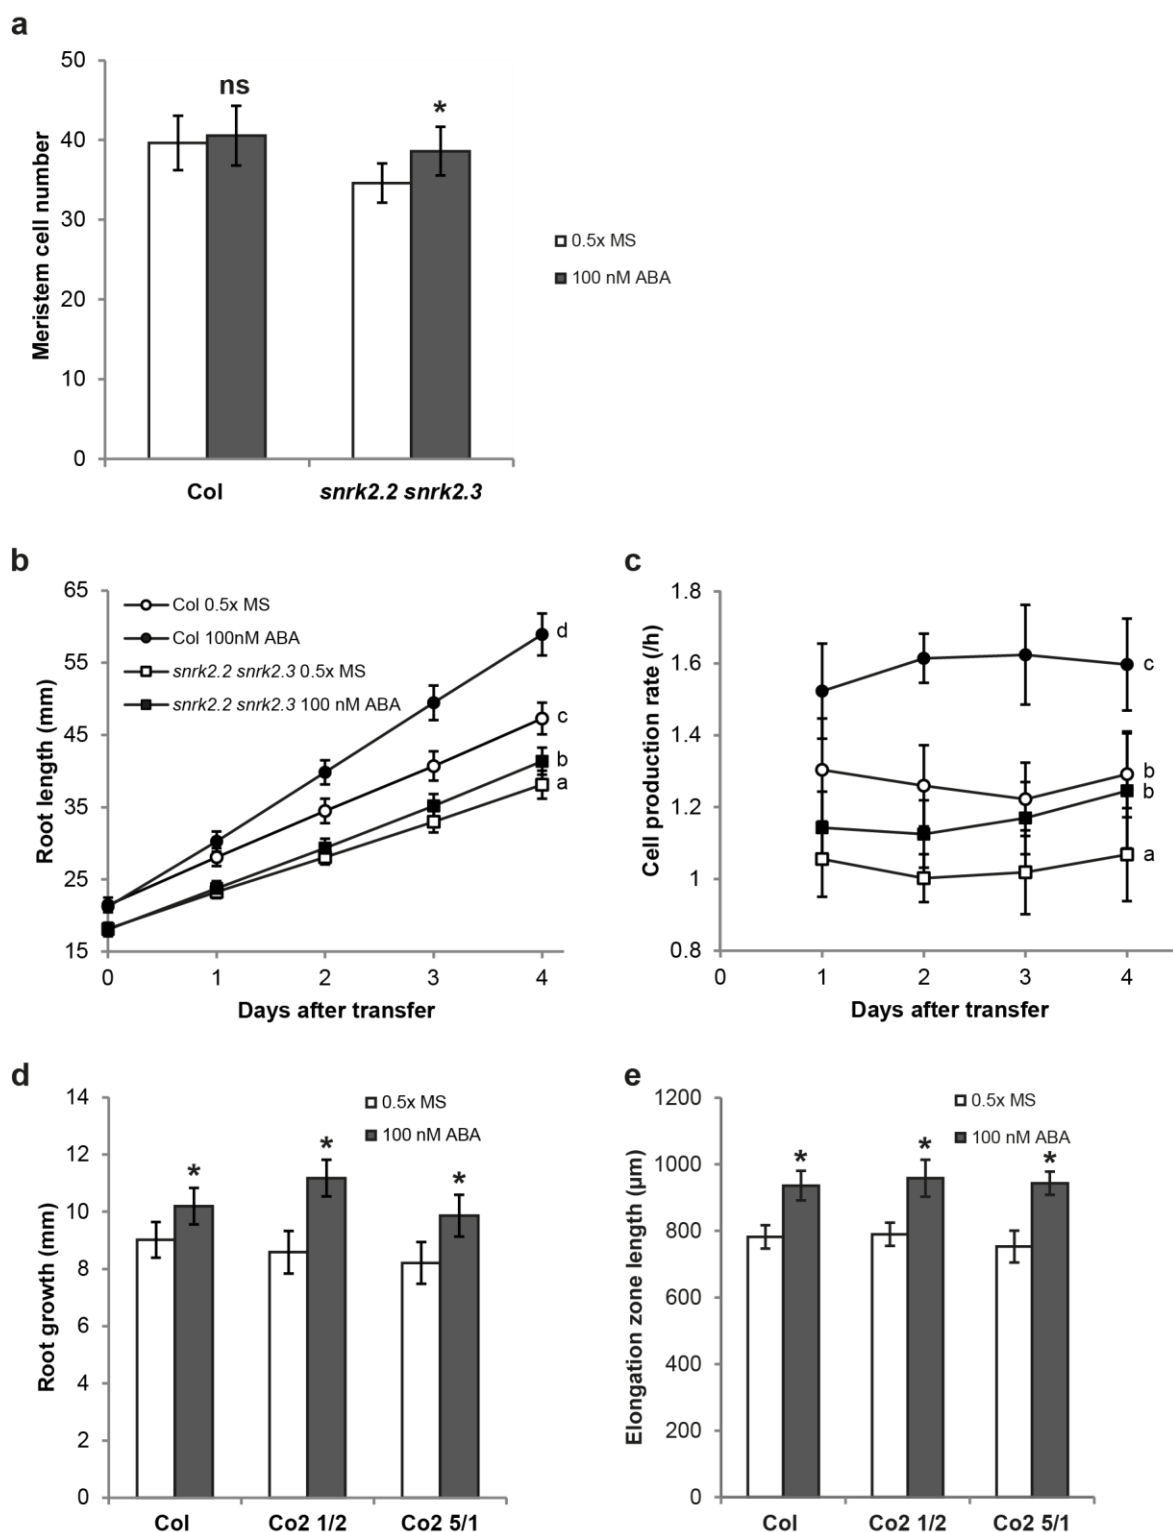 a
50
40
30
20
10
0
Meristem cell number
ns
*
Col
snrk2.2 snrk2.3
0.5x MS
100 nM ABA
b
65
55
45
35
25
15
Root length (mm)
Col 0.5x MS
Col 100nM ABA
snrk2.2 snrk2.3 0.5x MS
snrk2.2 snrk2.3 100 nM ABA
d
c
b
a
0 1 2 3 4
Days after transfer
c
1.8
1.6
1.4
1.2
1
0.8
Cell production rate (/h)
c
b
b
a
0 1 2 3 4
Days after transfer
d
14
12
10
8
6
4
2
0
Root growth (mm)
0.5x MS
100 nM ABA
* * *
Col Co2 1/2 Co2 5/1
e
1200
1000
800
600
400
200
0
Elongation zone length (µm)
0.5x MS
100 nM ABA
* * *
Col Co2 1/2 Co2 5/1